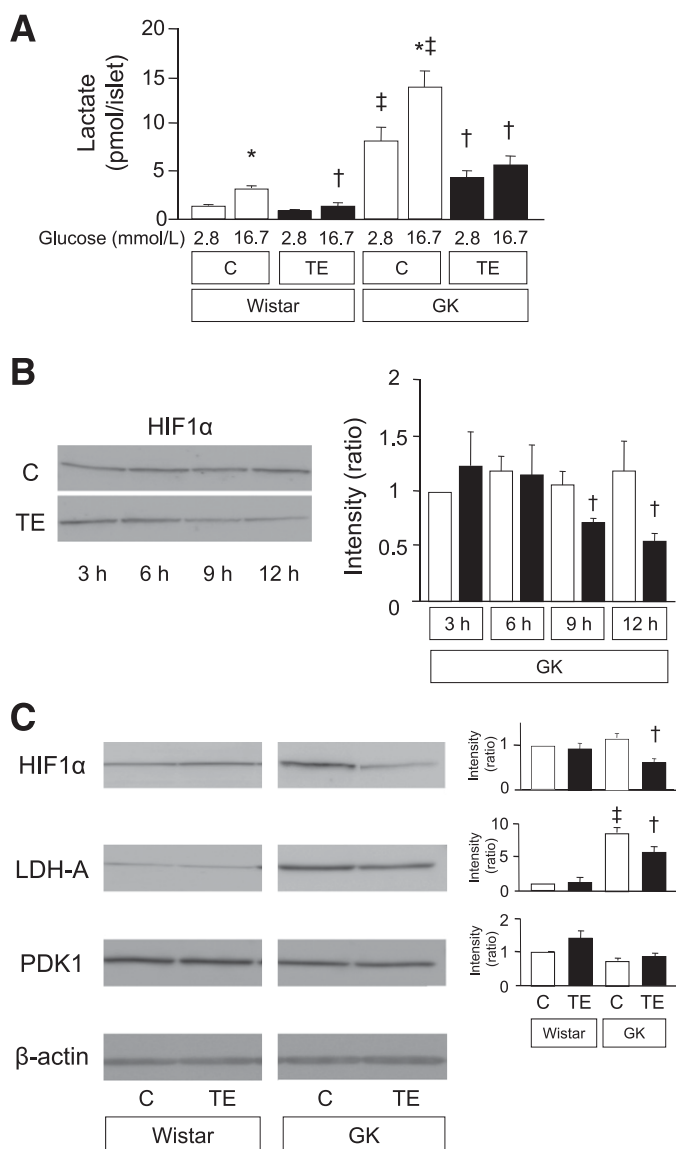 A
20
15
10
5
0
Lactate
(pmol/islet)
*
†
‡
*‡
†
†
Glucose (mmol/L)
2.8 16.7 2.8 16.7 2.8 16.7 2.8 16.7
C TE C TE
Wistar GK
B
HIF1α
C
TE
3 h 6 h 9 h 12 h
2
1.5
1
0.5
0
Intensity (ratio)
†
†
3 h 6 h 9 h 12 h
GK
C
HIF1α
LDH-A
PDK1
β-actin
C TE C TE
Wistar GK
Intensity
(ratio)
1
0
†
Intensity
(ratio)
10
5
0
‡
†
Intensity
(ratio)
2
1
0
C TE C TE
Wistar GK